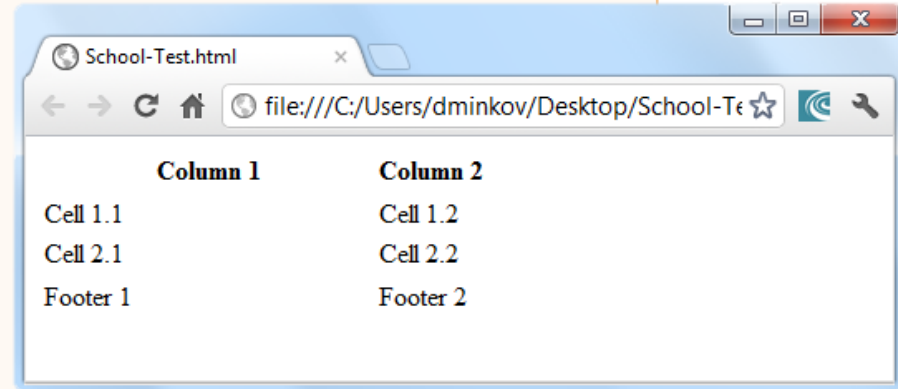 School-Test.html
file:///C:/Users/dminkov/Desktop/School-Te
Column 1 Column 2
Cell 1.1 Cell 1.2
Cell 2.1 Cell 2.2
Footer 1 Footer 2